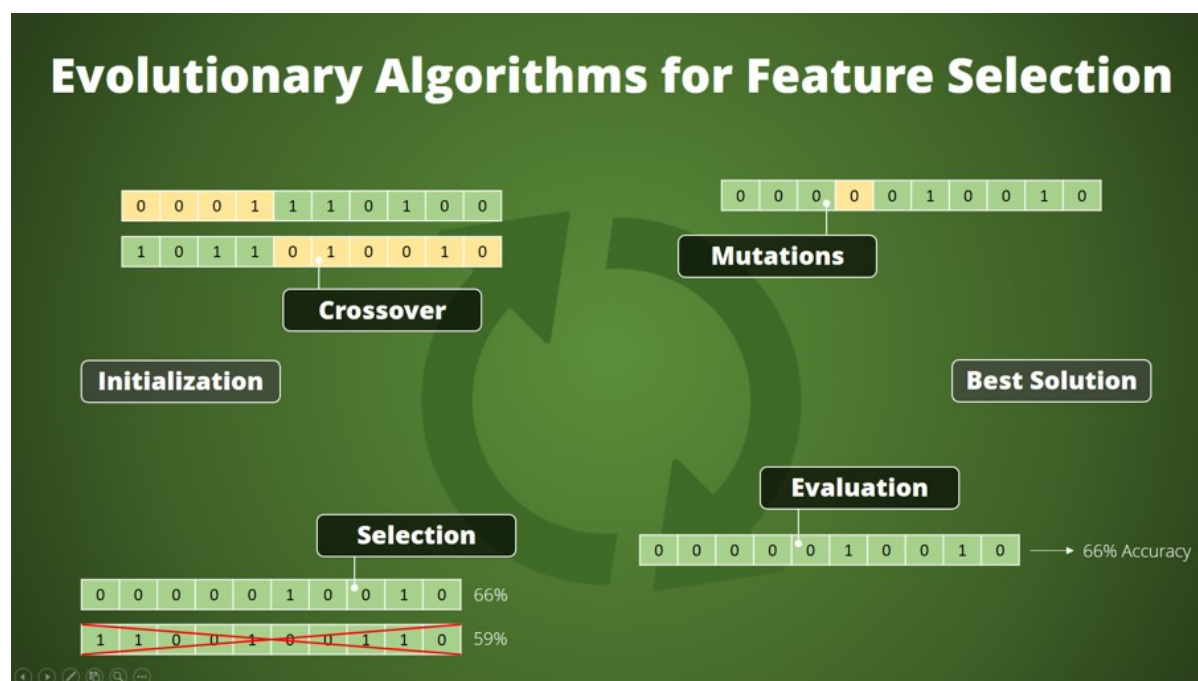 Evolutionary Algorithms for Feature Selection
0 0 0 1 1 1 0 1 0 0
1 0 1 1 0 1 0 0 1 0
Crossover
0 0 0 0 0 1 0 0 1 0
Mutations
Initialization
Best Solution
Evaluation
0 0 0 0 0 1 0 0 1 0 66% Accuracy
Selection
0 0 0 0 0 1 0 0 1 0 66%
1 1 0 0 1 0 0 1 1 0 59%